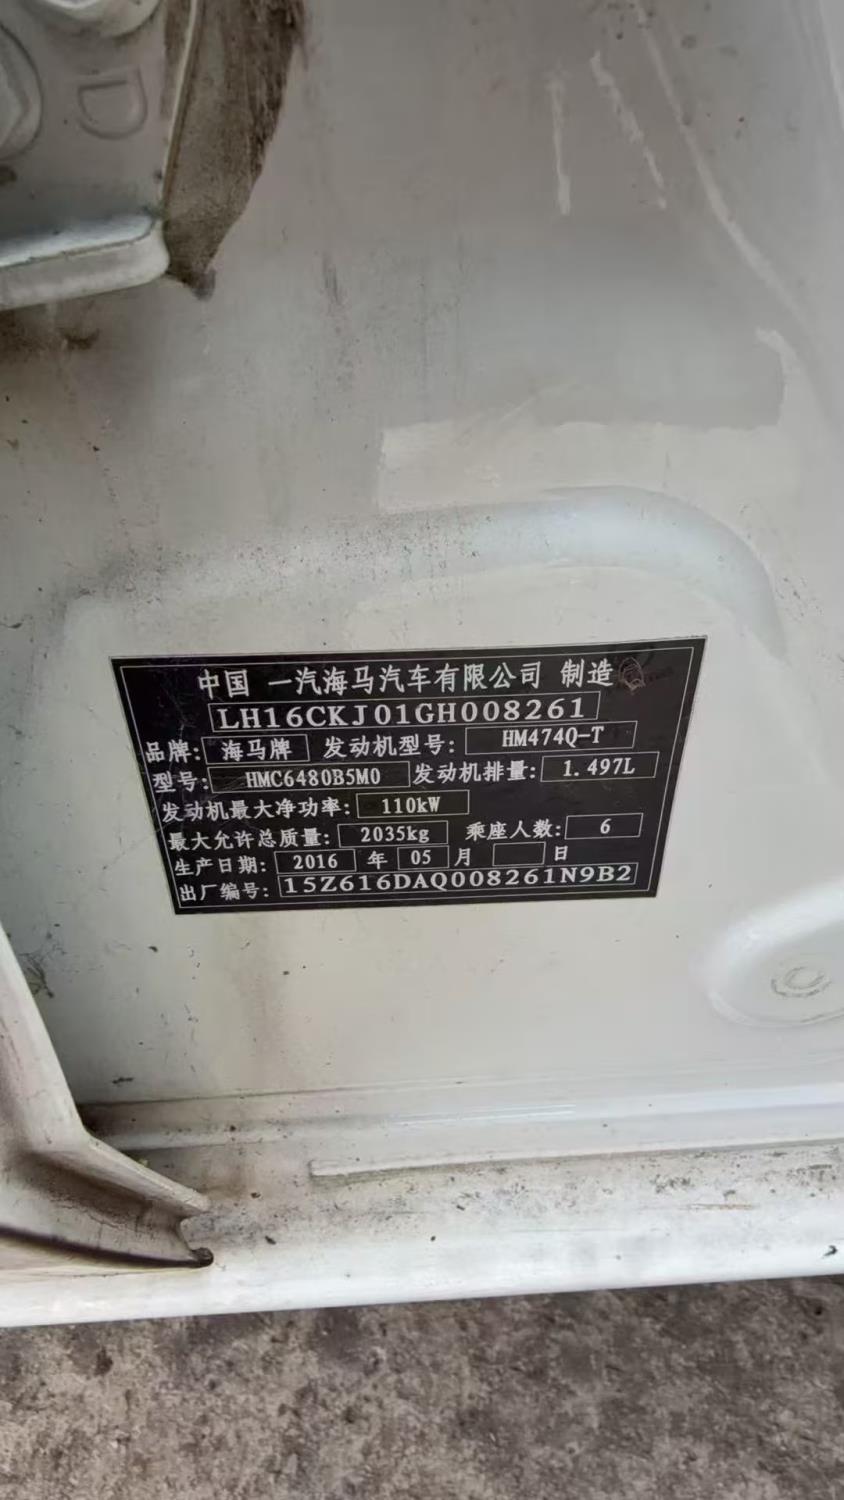 中国 一汽海马汽车有限公司 制造
LH16CKJ01GH008261
品牌: 海马牌 发动机型号: HM474Q-T
型号: HMC6480B5M0 发动机排量: 1.497L
发动机最大净功率: 110kW
最大允许总质量: 2035kg 乘座人数: 6
生产日期: 2016 年 05 月 日
出厂编号: 15Z616DAQ008261N9B2